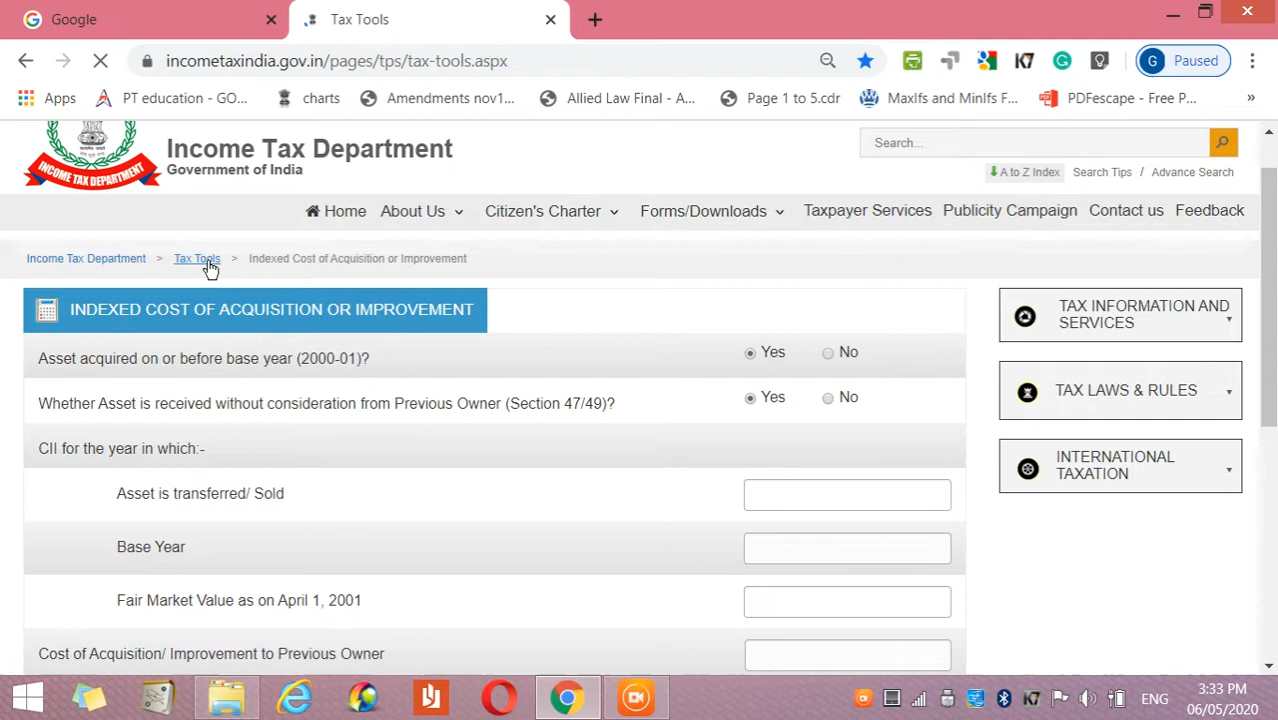 Google
Tax Tools
incometaxindia.gov.in/pages/tps/tax-tools.aspx
G Paused
Apps PT education - GO... charts Amendments nov1... Allied Law Final - A... Page 1 to 5.cdr MaxIfs and MinIfs F... PDFescape - Free P... »
INCOME TAX DEPARTMENT
Income Tax Department
Government of India
Search...
A to Z Index Search Tips / Advance Search
Home About Us Citizen's Charter Forms/Downloads Taxpayer Services Publicity Campaign Contact us Feedback
Income Tax Department > Tax Tools > Indexed Cost of Acquisition or Improvement
INDEXED COST OF ACQUISITION OR IMPROVEMENT
Asset acquired on or before base year (2000-01)? Yes No
Whether Asset is received without consideration from Previous Owner (Section 47/49)? Yes No
CII for the year in which:-
Asset is transferred/ Sold
Base Year
Fair Market Value as on April 1, 2001
Cost of Acquisition/ Improvement to Previous Owner
TAX INFORMATION AND
SERVICES
TAX LAWS & RULES
INTERNATIONAL
TAXATION
ENG
3:33 PM
06/05/2020